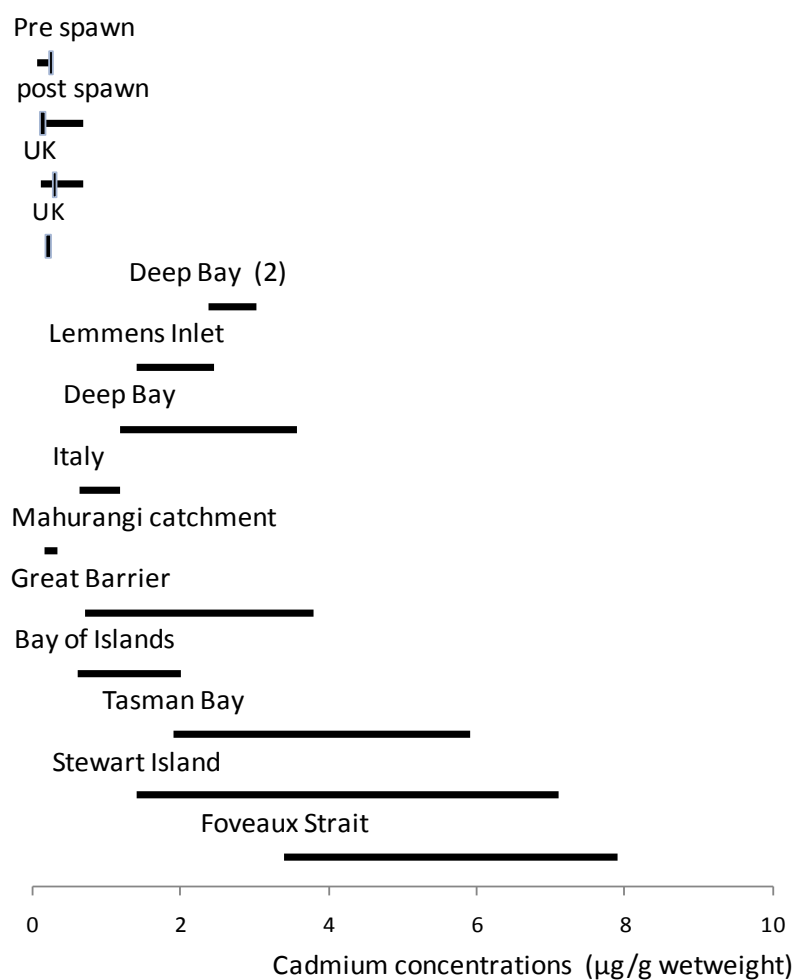 Pre spawn
post spawn
UK
UK
Deep Bay (2)
Lemmens Inlet
Deep Bay
Italy
Mahurangi catchment
Great Barrier
Bay of Islands
Tasman Bay
Stewart Island
Foveaux Strait
0 2 4 6 8 10
Cadmium concentrations (µg/g wetweight)